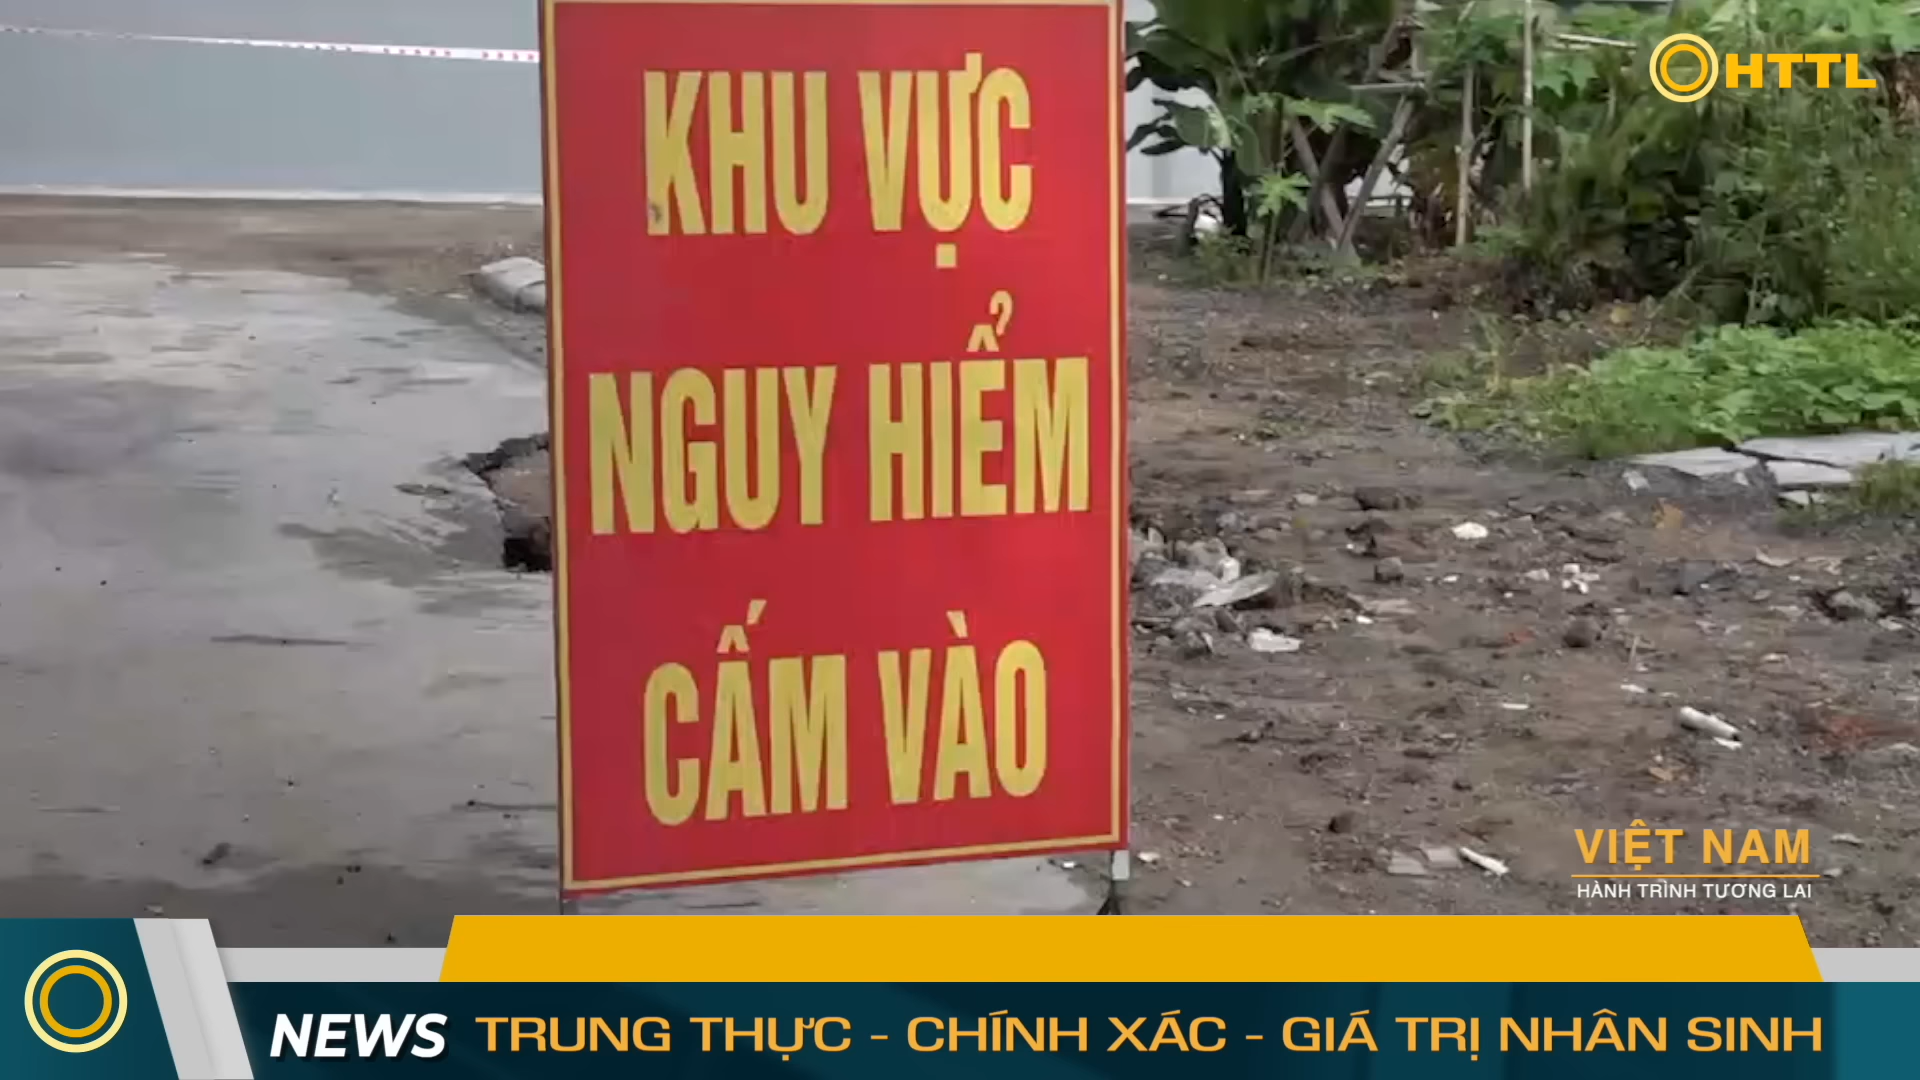 HTTL
KHU VỰC
NGUY HIỂM
CẤM VÀO
VIỆT NAM
HÀNH TRÌNH TƯƠNG LAI
NEWS TRUNG THỰC - CHÍNH XÁC - GIÁ TRỊ NHÂN SINH